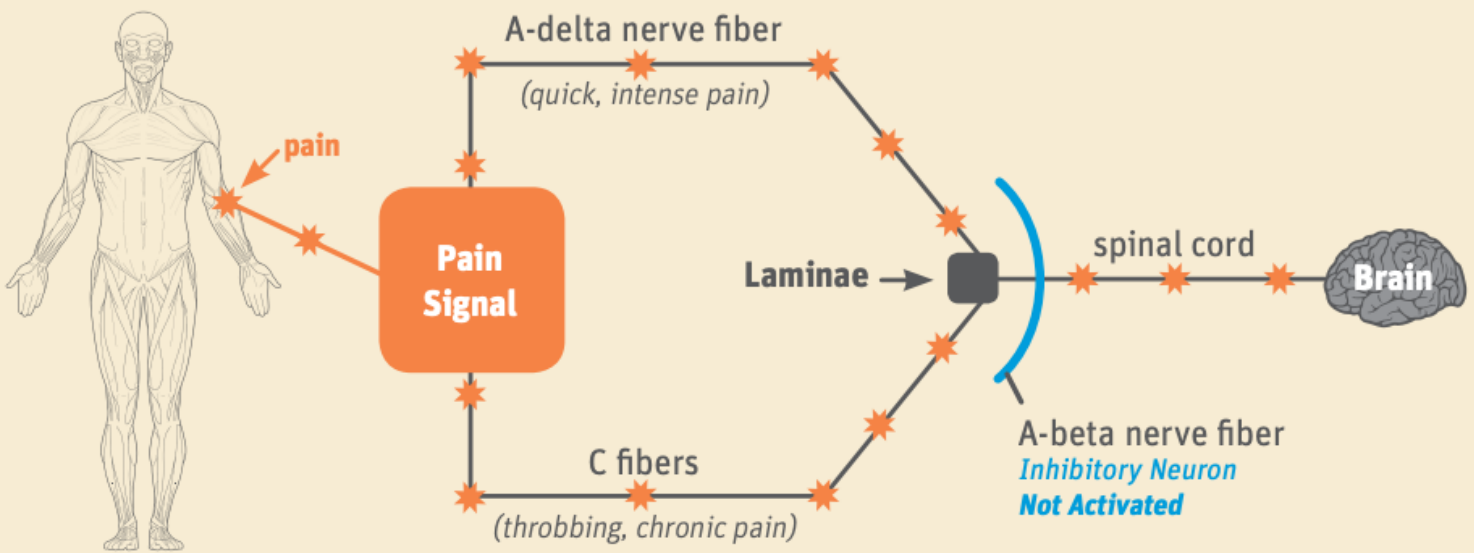 A-delta nerve fiber
(quick, intense pain)
pain
Pain
Signal
Laminae
spinal cord
Brain
A-beta nerve fiber
Inhibitory Neuron
Not Activated
C fibers
(throbbing, chronic pain)